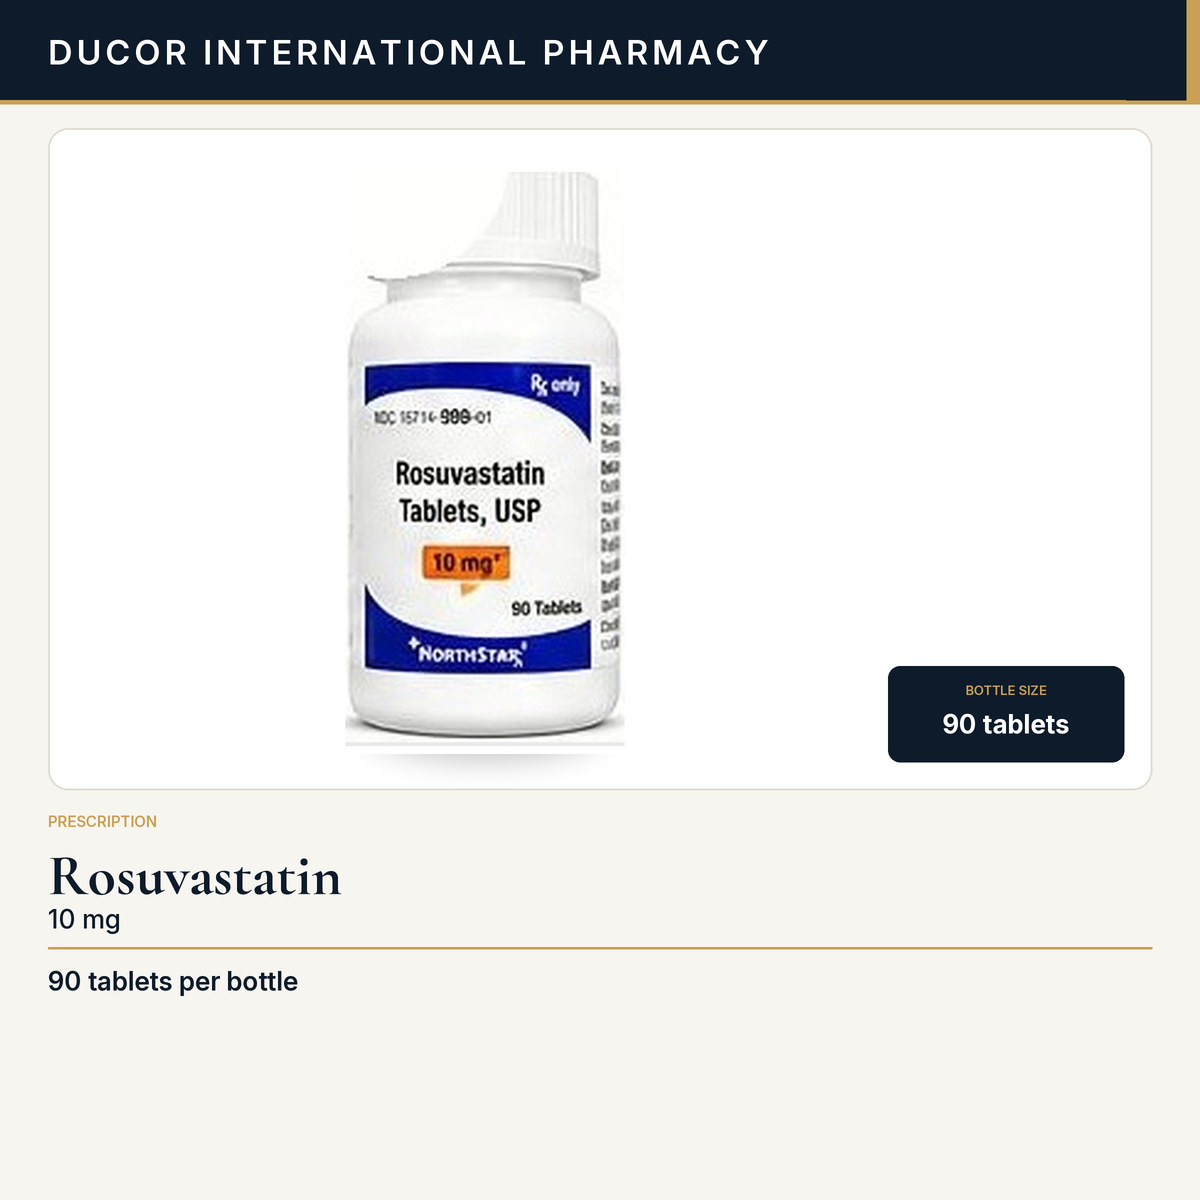 DUCOR INTERNATIONAL PHARMACY
Rx only
NDC 16714-
-01
Rosuvastatin
Tablets, USP
10 mg*
90 Tablets
NORTHSTAR
BOTTLE SIZE
90 tablets
PRESCRIPTION
Rosuvastatin
10 mg
90 tablets per bottle